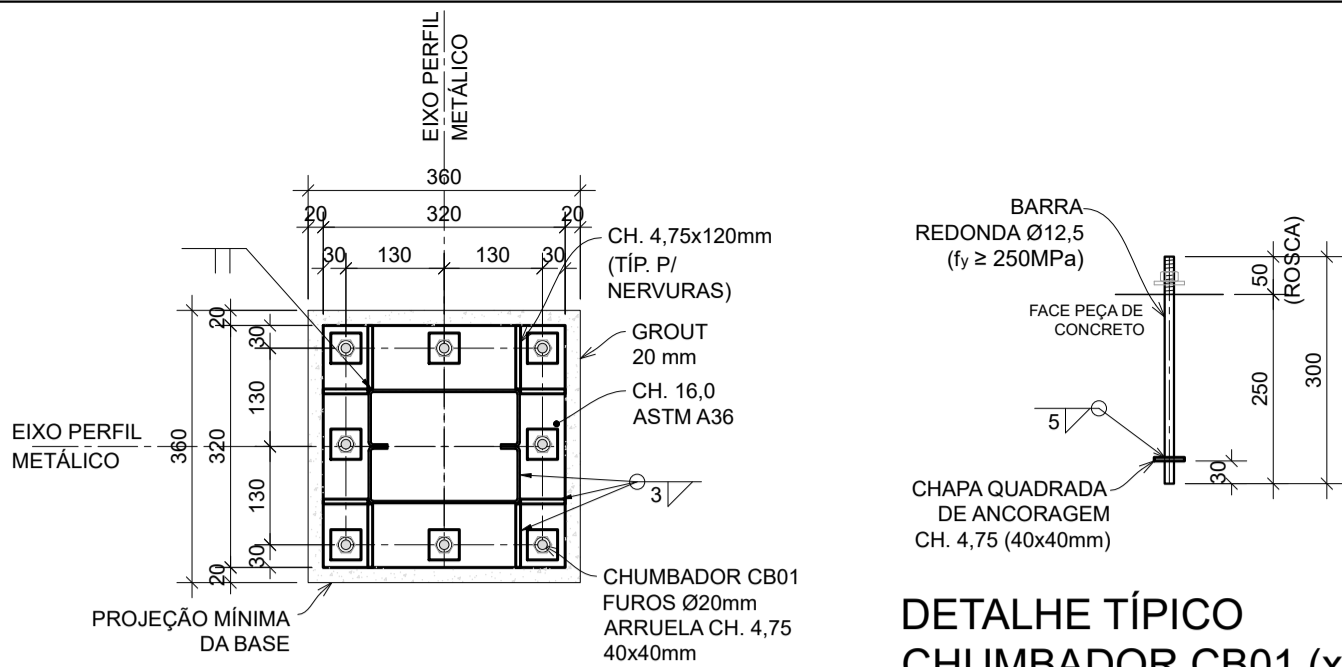 EIXO PERFIL
METÁLICO
360
20
320
20
30
130
130
30
CH. 4,75x120mm
(TÍP. P/
NERVURAS)
GROUT
20 mm
CH. 16,0
ASTM A36
EIXO PERFIL
METÁLICO
360
320
20
30
130
130
30
20
3
CHUMBADOR CB01
FUROS Ø20mm
ARRUELA CH. 4,75
40x40mm
PROJEÇÃO MÍNIMA
DA BASE
BARRA
REDONDA Ø12,5
(fy ≥ 250MPa)
FACE PEÇA DE
CONCRETO
50
(ROSCA)
250
300
30
5
CHAPA QUADRADA
DE ANCORAGEM
CH. 4,75 (40x40mm)
DETALHE TÍPICO
CHUMBADOR CB01 (x